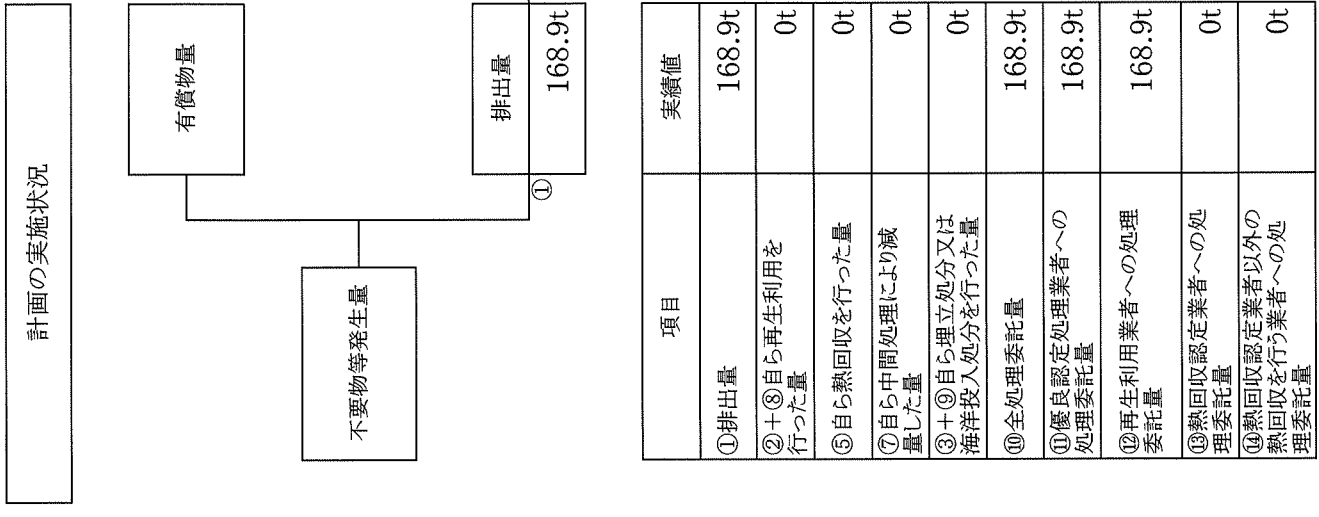 計画の実施状況
有償物量
不要物等発生量
①
排出量
168.9t
項目
実績値
①排出量
168.9t
②+⑧自ら再生利用を
行った量
0t
⑤自ら熱回収を行った量
0t
⑦自ら中間処理により減
量した量
0t
③+⑨自ら埋立処分又は
海洋投入処分を行った量
0t
⑩全処理委託量
168.9t
⑪優良認定処理業者への
処理委託量
168.9t
⑫再生利用業者への処理
委託量
168.9t
⑬熱回収認定業者への処
理委託量
0t
⑭熱回収認定業者以外の
熱回収を行う業者への処
理委託量
0t